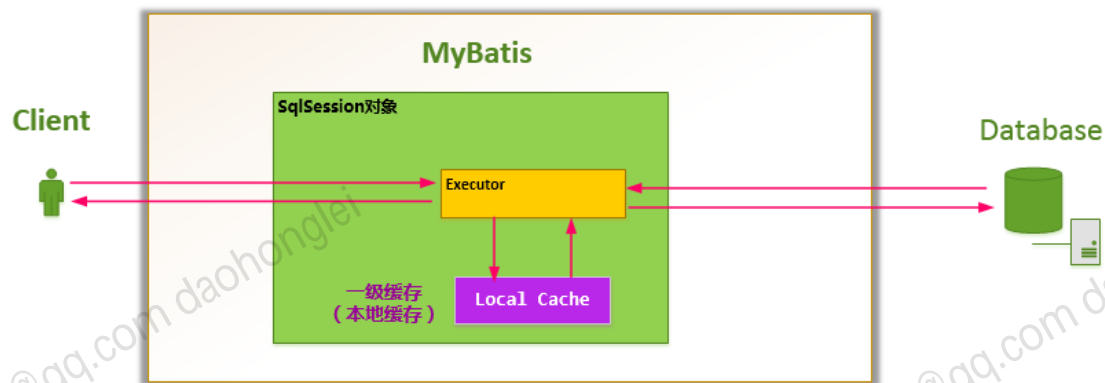 MyBatis
SqlSession对象
Client
Database
Executor
一级缓存
（本地缓存）
Local Cache
@qq.com daohonglei
@qq.com d